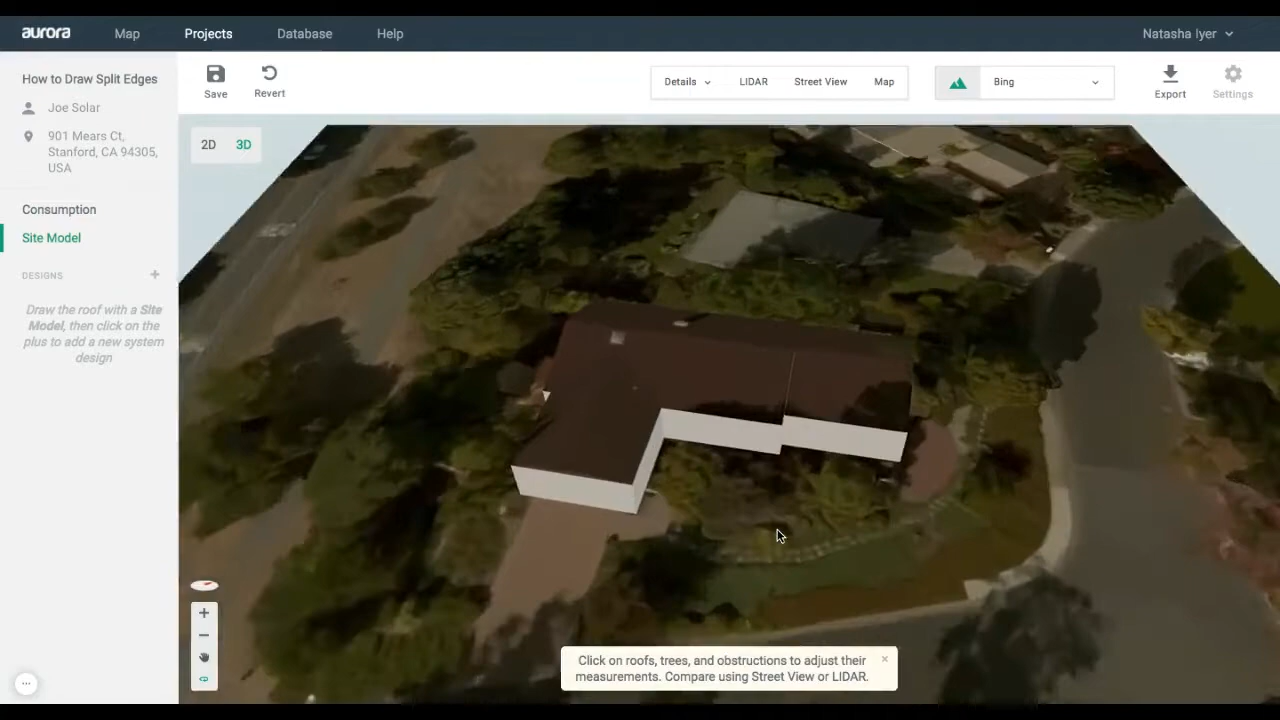 aurora
Map
Projects
Database
Help
Natasha Iyer
How to Draw Split Edges
Joe Solar
901 Mears Ct,
Stanford, CA 94305,
USA
Consumption
Site Model
DESIGNS +
Draw the roof with a Site
Model, then click on the
plus to add a new system
design
Save
Revert
Details
LIDAR
Street View
Map
Bing
Export
Settings
2D
3D
Click on roofs, trees, and obstructions to adjust their
measurements. Compare using Street View or LIDAR.